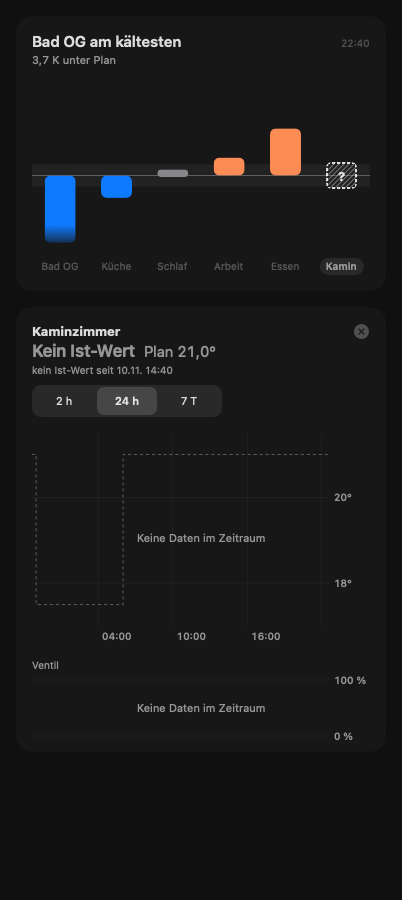 Bad OG am kältesten
22:40
3,7 K unter Plan
?
Bad OG Küche Schlaf Arbeit Essen Kamin
Kaminzimmer
Kein Ist-Wert Plan 21,0°
kein Ist-Wert seit 10.11. 14:40
2 h 24 h 7 T
20°
Keine Daten im Zeitraum
18°
04:00 10:00 16:00
Ventil
100 %
Keine Daten im Zeitraum
0 %